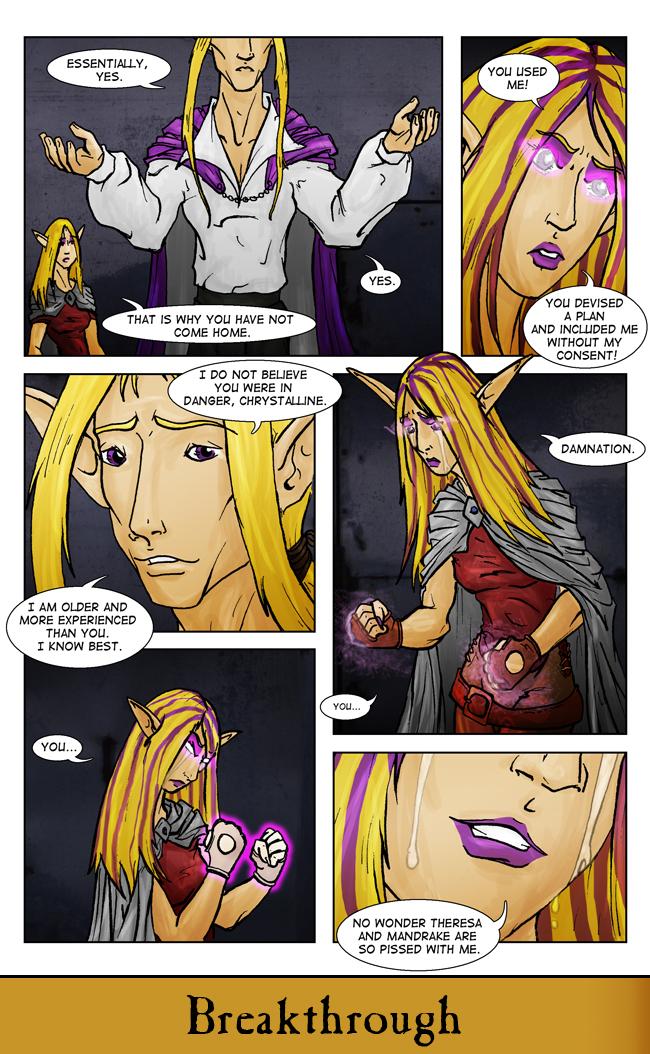 ESSENTIALLY,
YES.
YES.
THAT IS WHY YOU HAVE NOT
COME HOME.
YOU USED
ME!
YOU DEVISED
A PLAN
AND INCLUDED ME
WITHOUT MY
CONSENT!
I DO NOT BELIEVE
YOU WERE IN
DANGER, CHRYSTALLINE.
I AM OLDER AND
MORE EXPERIENCED
THAN YOU.
I KNOW BEST.
DAMNATION.
YOU...
YOU...
NO WONDER THERESA
AND MANDRAKE ARE
SO PISSED WITH ME.
Breakthrough